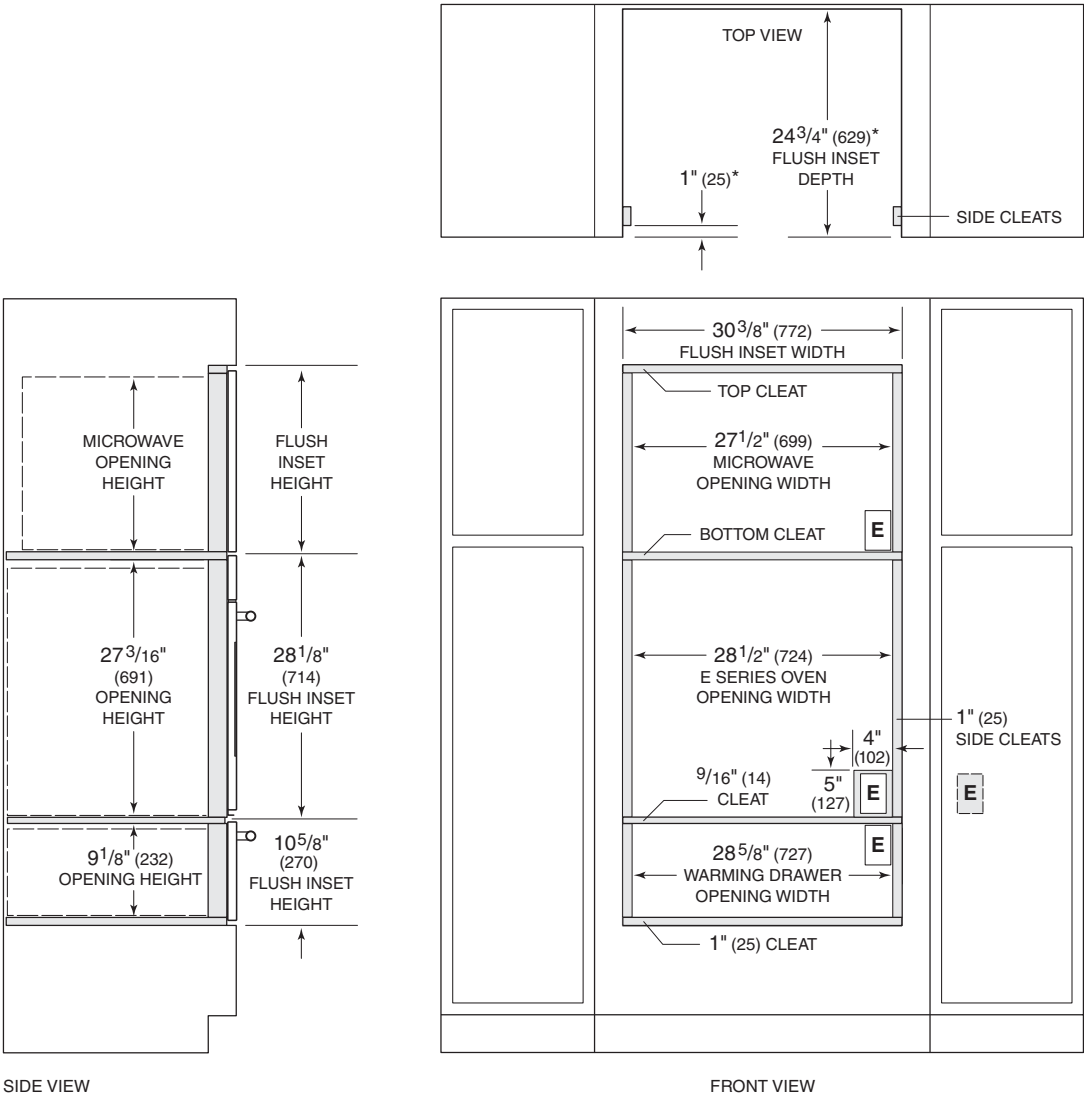 TOP VIEW
24 3/4" (629)*
FLUSH INSET
DEPTH
1" (25)*
SIDE CLEATS
30 3/8" (772)
FLUSH INSET WIDTH
TOP CLEAT
MICROWAVE
OPENING
HEIGHT
FLUSH
INSET
HEIGHT
27 1/2" (699)
MICROWAVE
OPENING WIDTH
E
BOTTOM CLEAT
27 3/16"
(691)
OPENING
HEIGHT
28 1/8"
(714)
FLUSH INSET
HEIGHT
28 1/2" (724)
E SERIES OVEN
OPENING WIDTH
1" (25)
SIDE CLEATS
4"
(102)
9/16" (14)
CLEAT
5"
(127)
E
E
9 1/8" (232)
OPENING HEIGHT
10 5/8"
(270)
FLUSH INSET
HEIGHT
E
28 5/8" (727)
WARMING DRAWER
OPENING WIDTH
1" (25) CLEAT
SIDE VIEW
FRONT VIEW